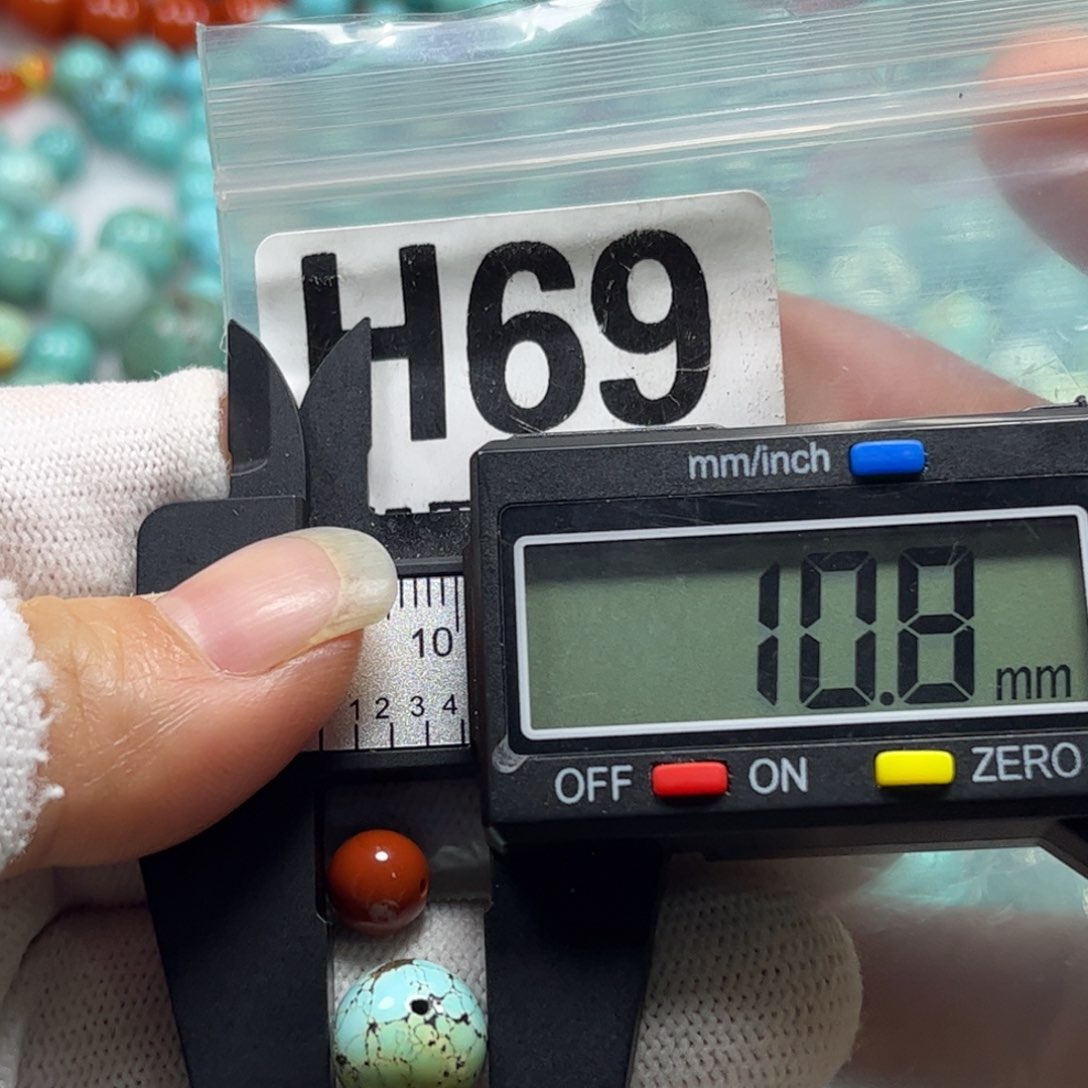 H69
mm/inch
10.8 mm
OFF ON ZERO
10
1 2 3 4